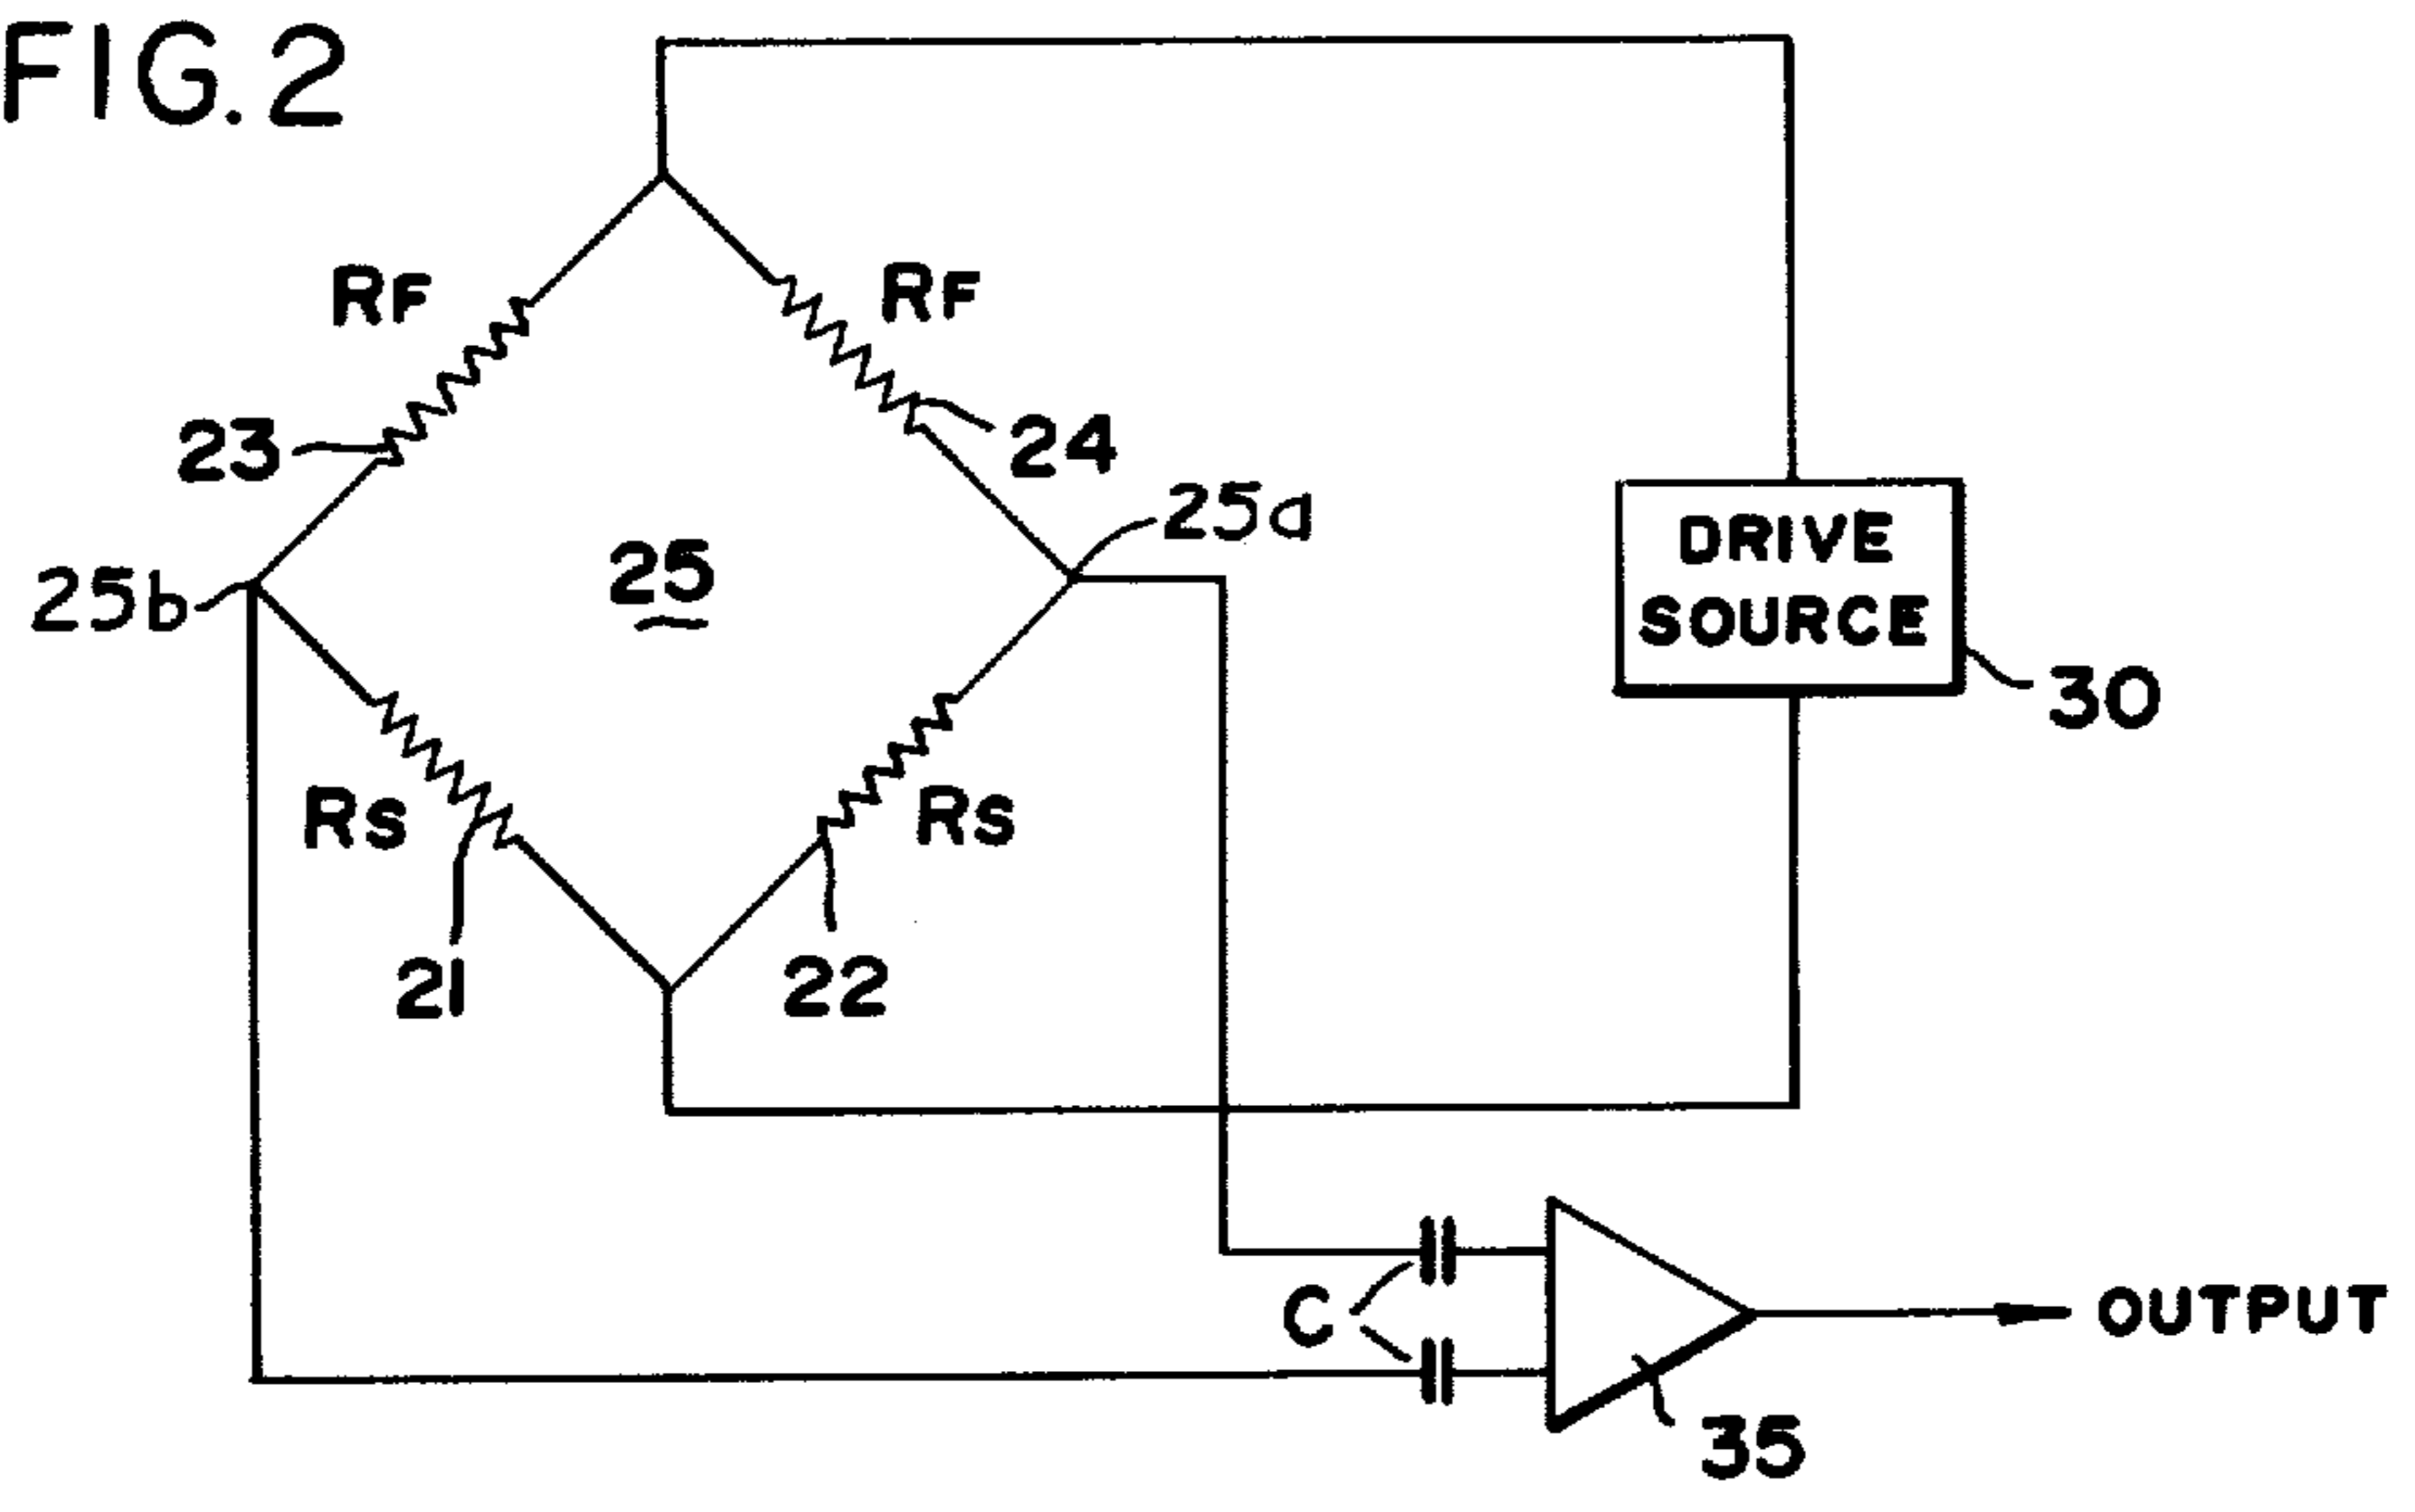 FIG. 2
RF
RF
23
24
25a
25
25b
DRIVE
SOURCE
30
RS
RS
21
22
C
OUTPUT
35